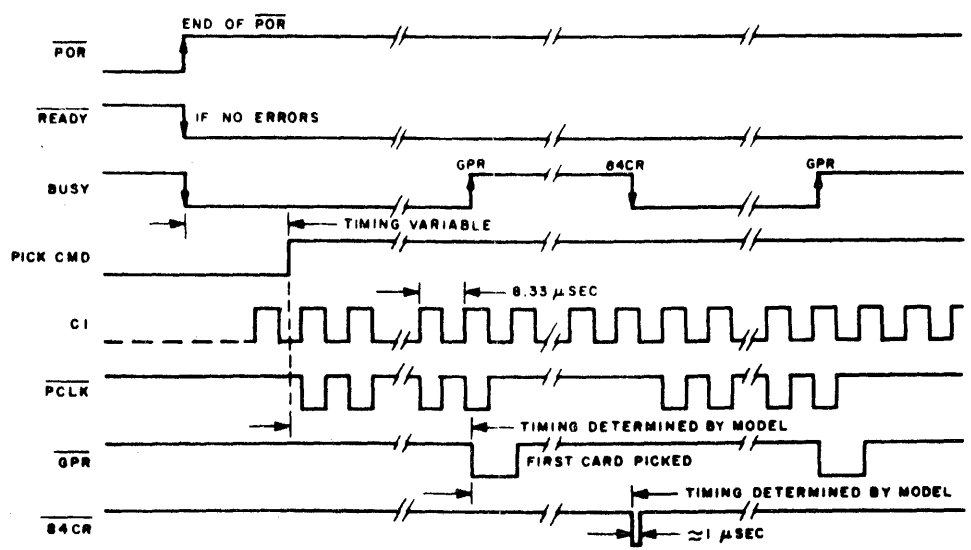 END OF POR
POR
READY
IF NO ERRORS
GPR
84CR
GPR
BUSY
TIMING VARIABLE
PICK CMD
8.33 µSEC
CI
PCLK
TIMING DETERMINED BY MODEL
GPR
FIRST CARD PICKED
TIMING DETERMINED BY MODEL
84CR
≈1 µSEC